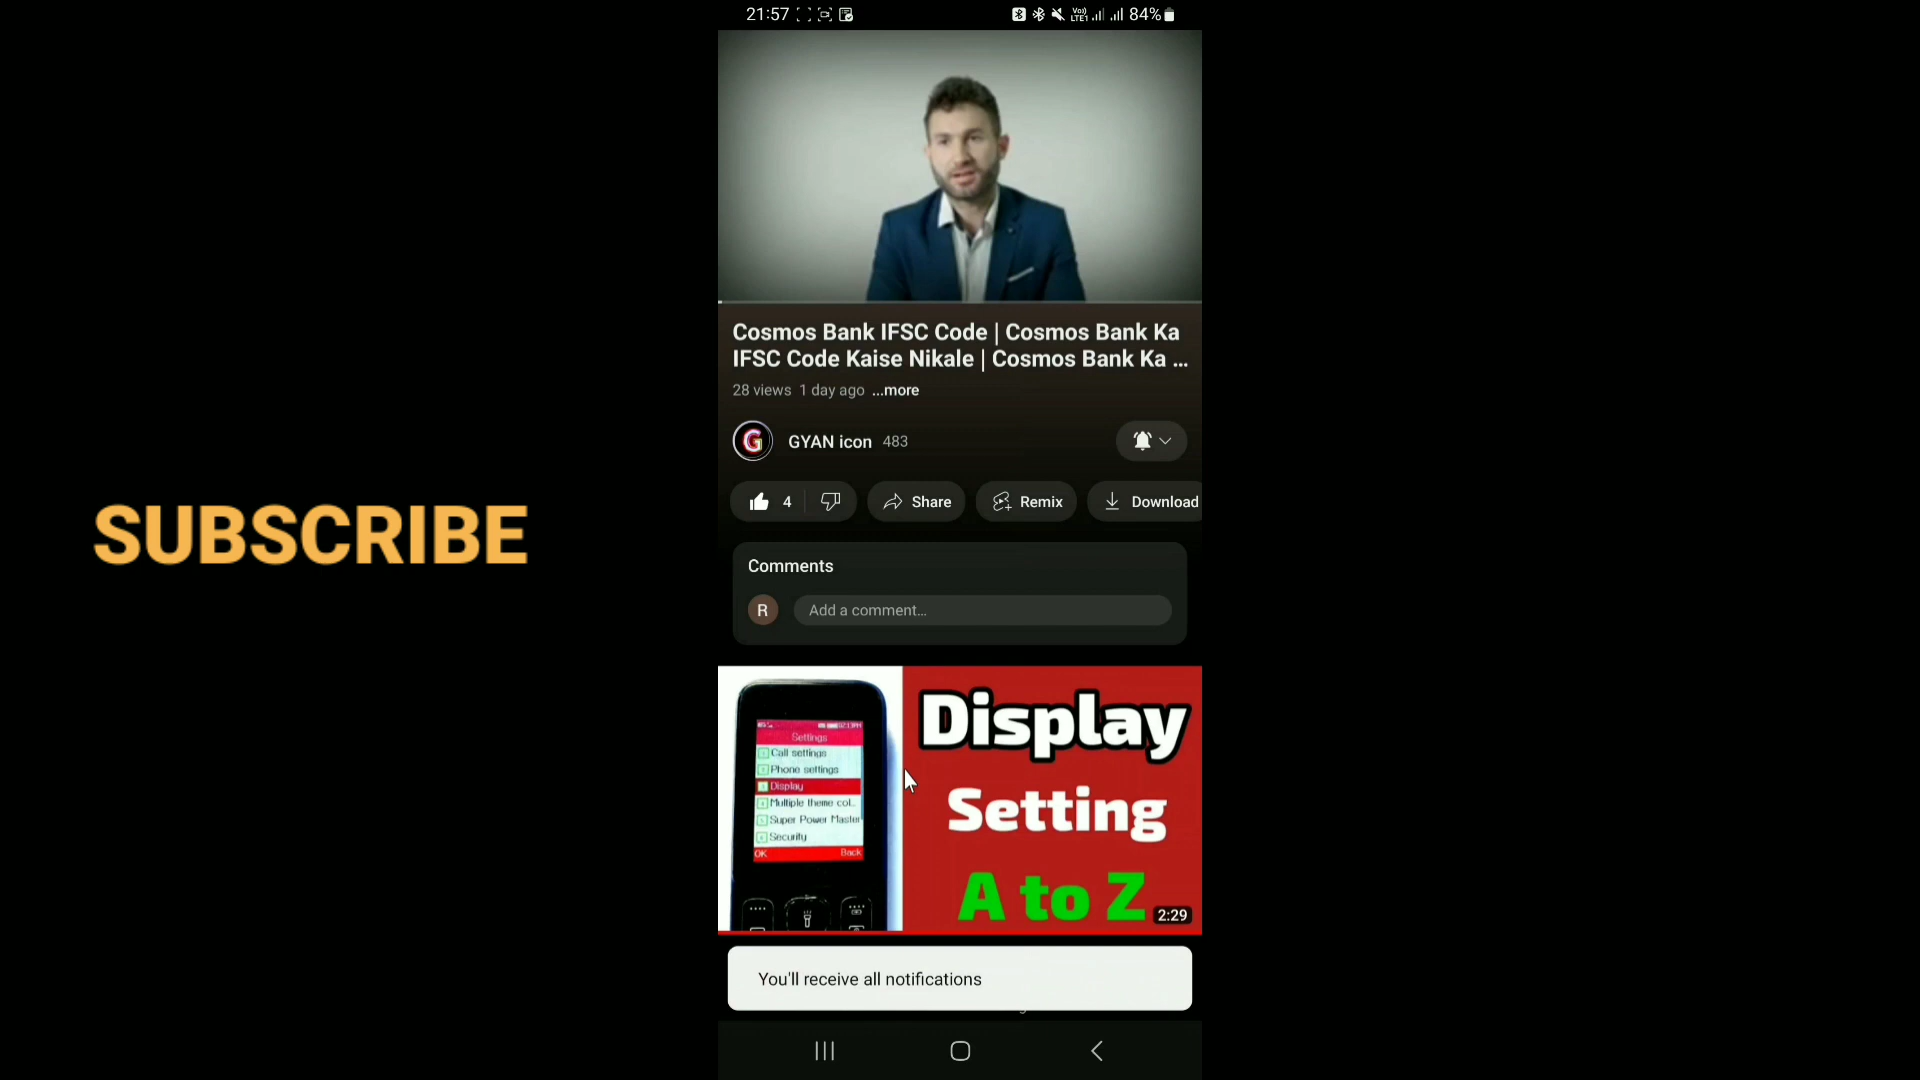 21:57
Vo)
LTE1
84%
Cosmos Bank IFSC Code | Cosmos Bank Ka
IFSC Code Kaise Nikale | Cosmos Bank Ka ...
28 views 1 day ago ...more
G
GYAN icon 483
4
Share
Remix
Download
SUBSCRIBE
Comments
R
Add a comment...
Settings
Call settings
Phone settings
Display
Multiple theme col..
Super Power Master
Security
OK
Back
Display
Setting
A to Z
2:29
You'll receive all notifications